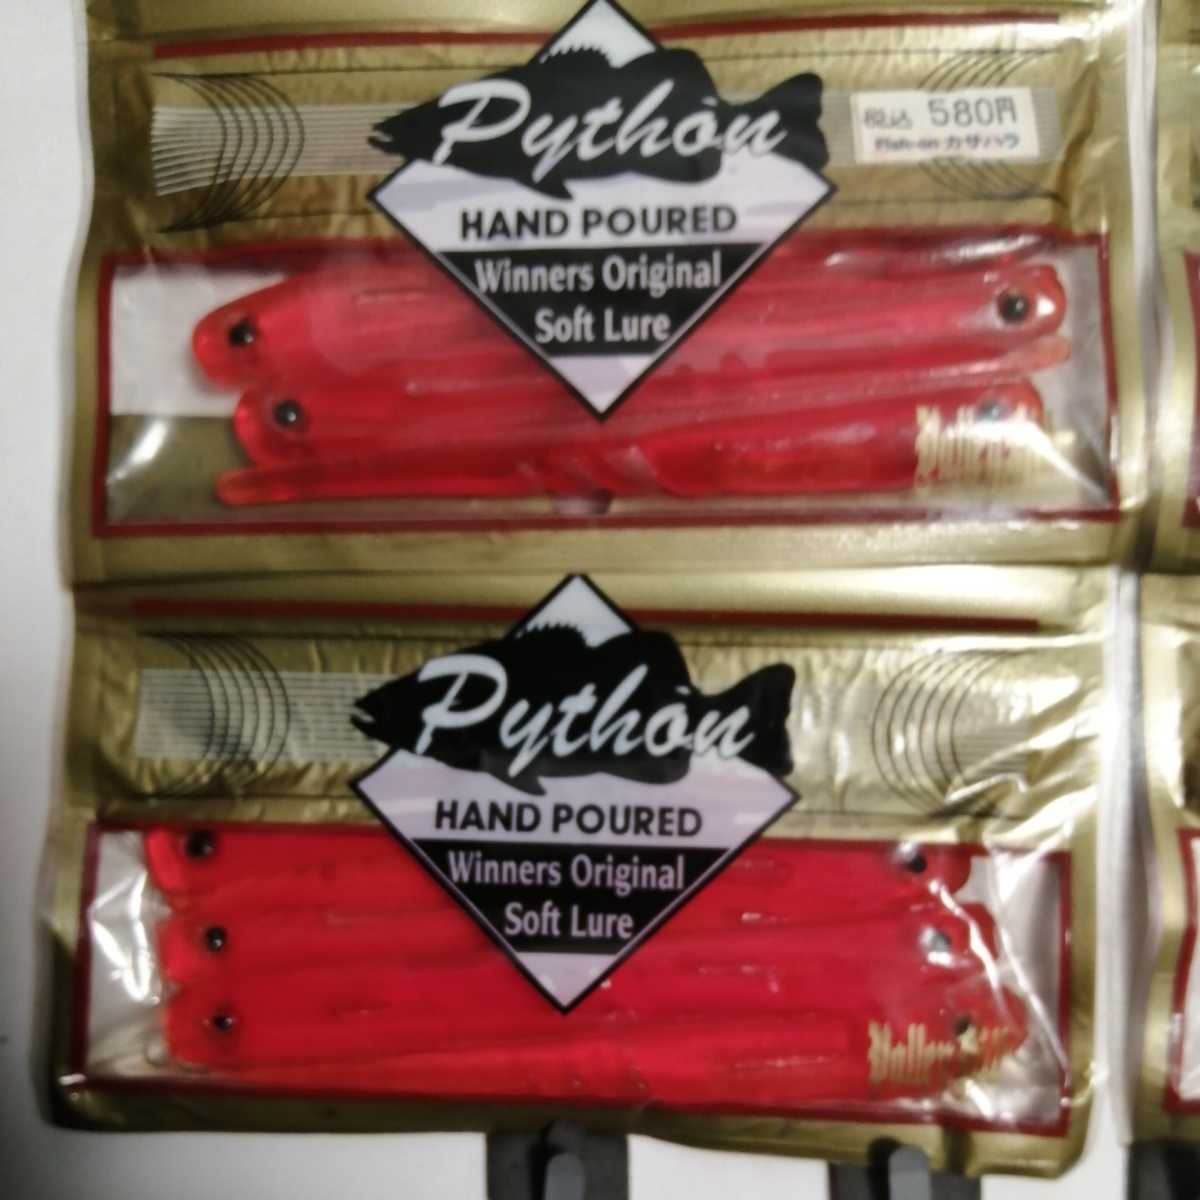 Python
税込 580円
Fish-on カサハラ
HAND POURED
Winners Original
Soft Lure
Python
HAND POURED
Winners Original
Soft Lure